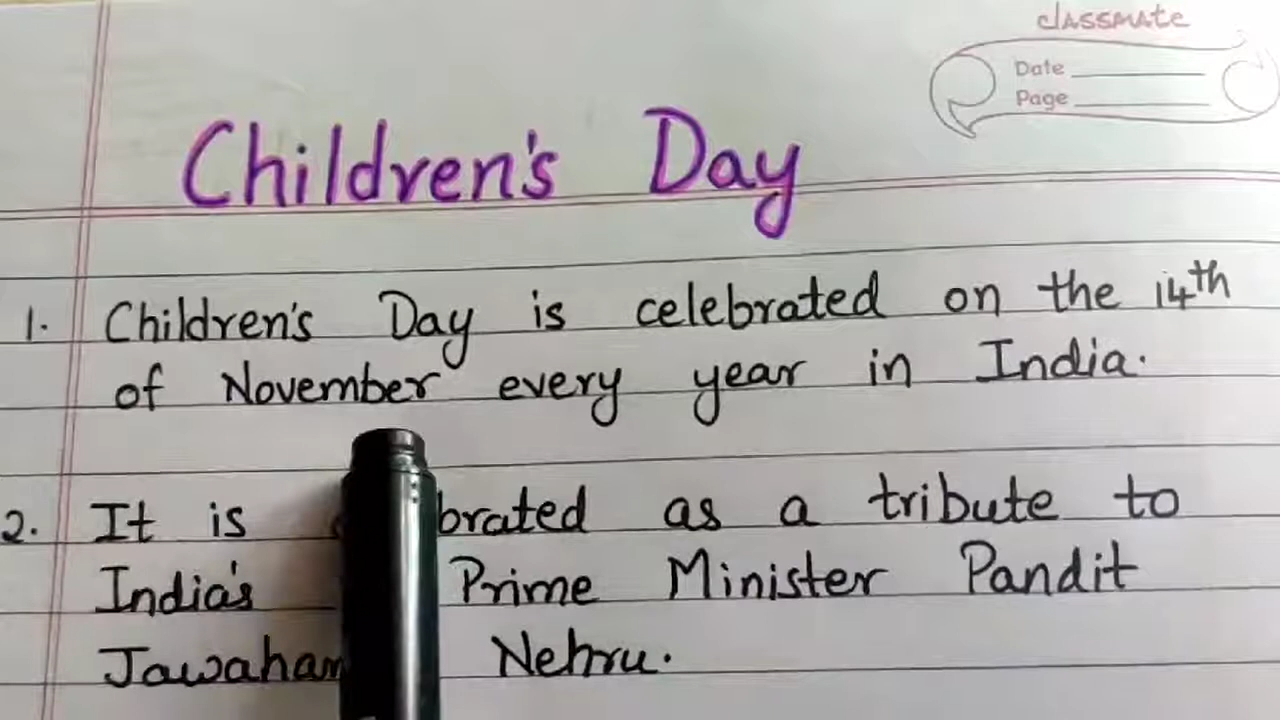 classmate
Date
Page
Children's Day
1. Children's Day is celebrated on the 14th
of November every year in India.
2. It is brated as a tribute to
India's Prime Minister Pandit
Jawahar Nehru.